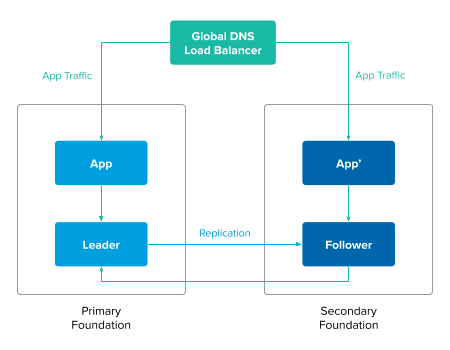 Global DNS
Load Balancer
App Traffic
App Traffic
App
App’
Leader
Replication
Follower
Primary
Foundation
Secondary
Foundation